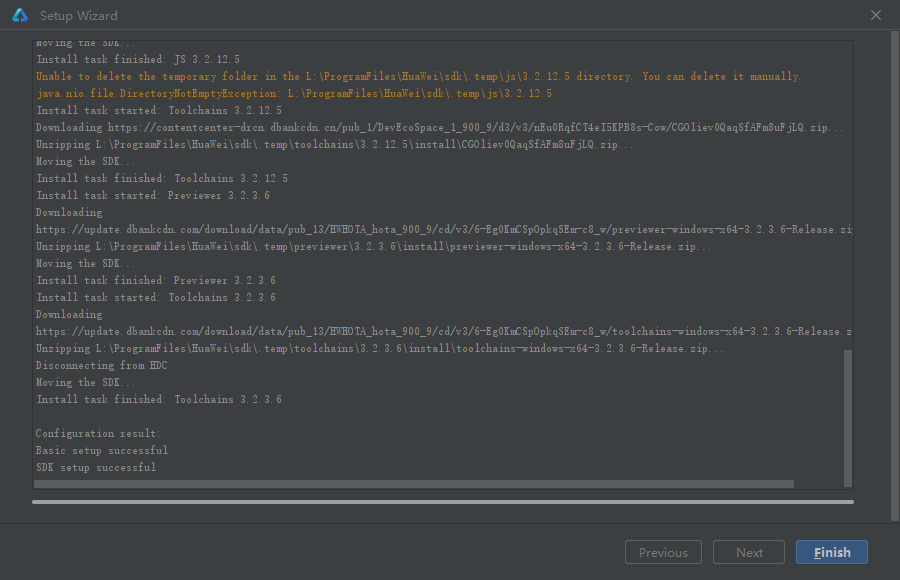 Setup Wizard
Moving the SDK...
Install task finished: JS 3.2.12.5
Unable to delete the temporary folder in the L:\ProgramFiles\HuaWei\sdk\.temp\js\3.2.12.5 directory. You can delete it manually.
java.nio.file.DirectoryNotEmptyException: L:\ProgramFiles\HuaWei\sdk\.temp\js\3.2.12.5
Install task started: Toolchains 3.2.12.5
Downloading https://contentcenter-drcn.dbankcdn.cn/pub_1/DevEcoSpace_1_900_9/d3/v3/nEu0RqfCT4eI5KPB8s-Cow/CGOliev0QaqSfAFm8uFjLQ.zip...
Unzipping L:\ProgramFiles\HuaWei\sdk\.temp\toolchains\3.2.12.5\install\CGOliev0QaqSfAFm8uFjLQ.zip...
Moving the SDK...
Install task finished: Toolchains 3.2.12.5
Install task started: Previewer 3.2.3.6
Downloading
https://update.dbankcdn.com/download/data/pub_13/HWHOTA_hota_900_9/cd/v3/6-Eg0KmCSpOpkqSEm-c8_w/previewer-windows-x64-3.2.3.6-Release.zi
Unzipping L:\ProgramFiles\HuaWei\sdk\.temp\previewer\3.2.3.6\install\previewer-windows-x64-3.2.3.6-Release.zip...
Moving the SDK...
Install task finished: Previewer 3.2.3.6
Install task started: Toolchains 3.2.3.6
Downloading
https://update.dbankcdn.com/download/data/pub_13/HWHOTA_hota_900_9/cd/v3/6-Eg0KmCSpOpkqSEm-c8_w/toolchains-windows-x64-3.2.3.6-Release.z
Unzipping L:\ProgramFiles\HuaWei\sdk\.temp\toolchains\3.2.3.6\install\toolchains-windows-x64-3.2.3.6-Release.zip...
Disconnecting from HDC
Moving the SDK...
Install task finished: Toolchains 3.2.3.6
Configuration result:
Basic setup successful
SDK setup successful
Previous
Next
Finish